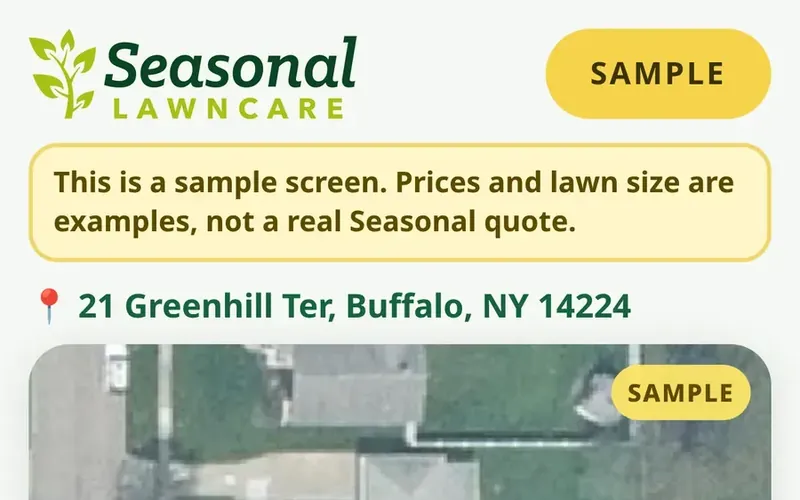 Seasonal
LAWNCARE
SAMPLE
This is a sample screen. Prices and lawn size are
examples, not a real Seasonal quote.
21 Greenhill Ter, Buffalo, NY 14224
SAMPLE